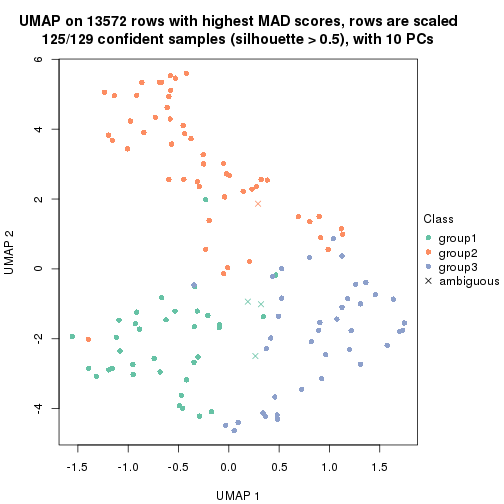 UMAP on 13572 rows with highest MAD scores, rows are scaled
125/129 confident samples (silhouette > 0.5), with 10 PCs
6
4
2
0
-2
-4
UMAP 2
-1.5 -1.0 -0.5 0.0 0.5 1.0 1.5
UMAP 1
Class
group1
group2
group3
ambiguous